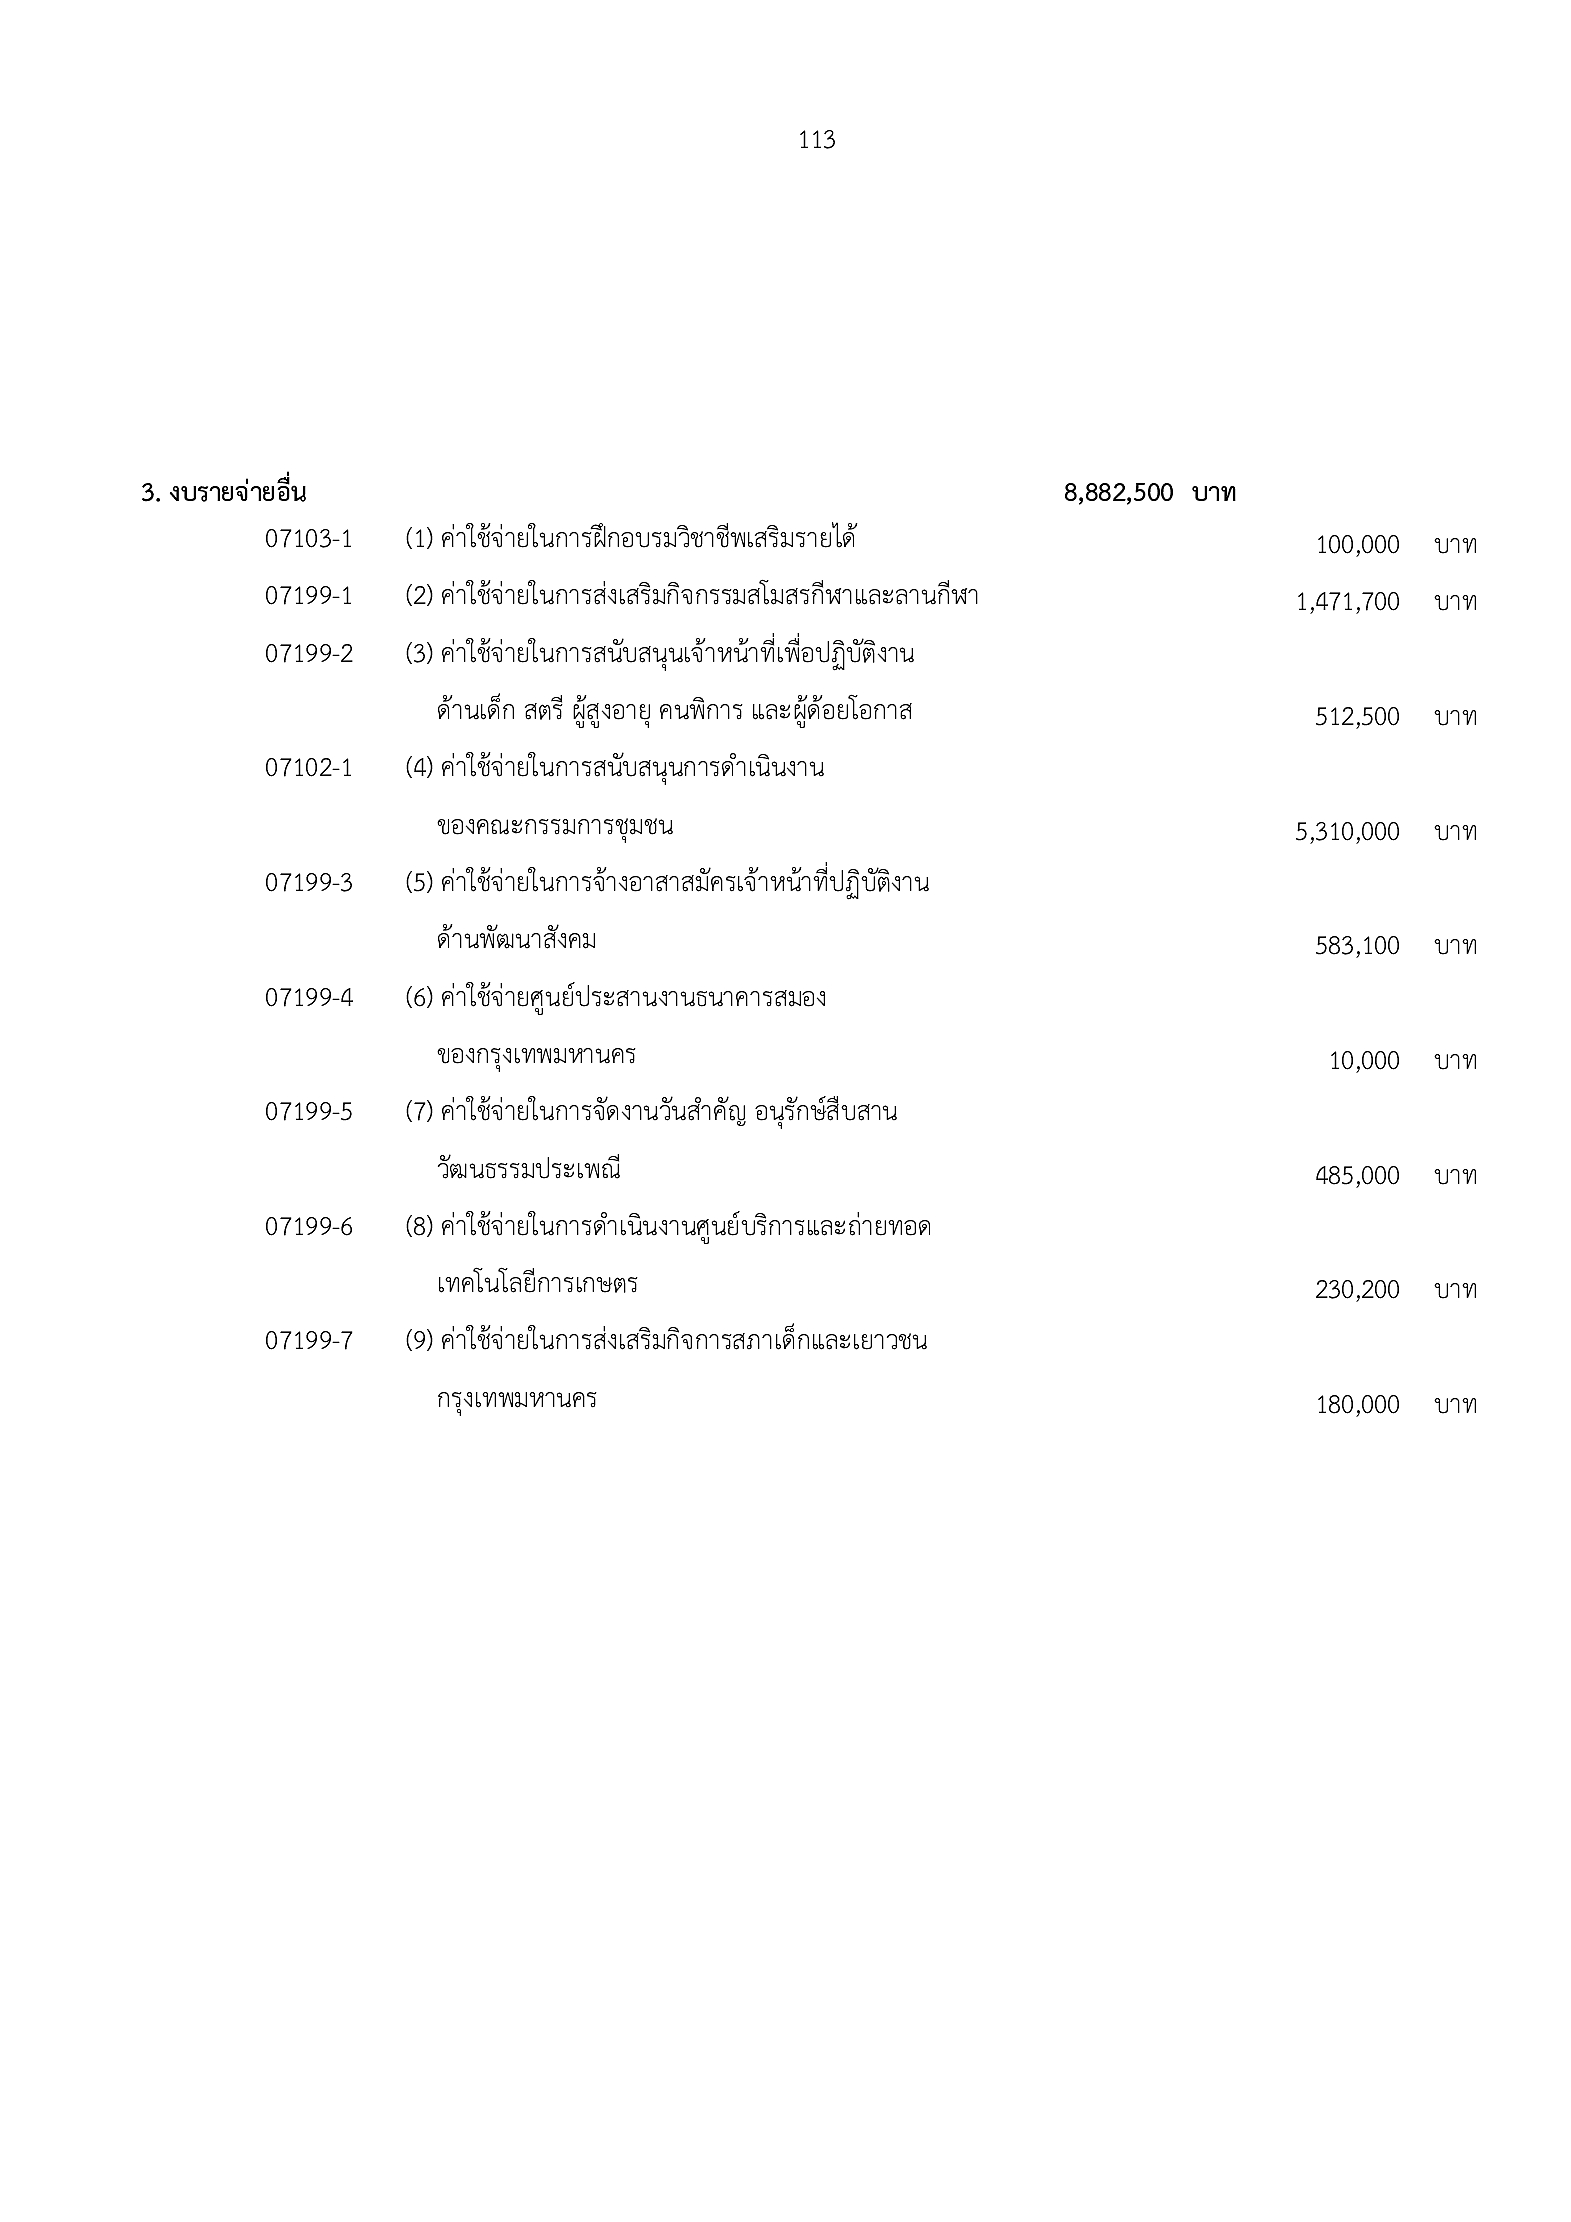 113
3. งบรายจ่ายอื่น 8,882,500 บาท
07103-1 (1) ค่าใช้จ่ายในการฝึกอบรมวิชาชีพเสริมรายได้ 100,000 บาท
07199-1 (2) ค่าใช้จ่ายในการส่งเสริมกิจกรรมสโมสรกีฬาและลานกีฬา 1,471,700 บาท
07199-2 (3) ค่าใช้จ่ายในการสนับสนุนเจ้าหน้าที่เพื่อปฏิบัติงาน
ด้านเด็ก สตรี ผู้สูงอายุ คนพิการ และผู้ด้อยโอกาส 512,500 บาท
07102-1 (4) ค่าใช้จ่ายในการสนับสนุนการดำเนินงาน
ของคณะกรรมการชุมชน 5,310,000 บาท
07199-3 (5) ค่าใช้จ่ายในการจ้างอาสาสมัครเจ้าหน้าที่ปฏิบัติงาน
ด้านพัฒนาสังคม 583,100 บาท
07199-4 (6) ค่าใช้จ่ายศูนย์ประสานงานธนาคารสมอง
ของกรุงเทพมหานคร 10,000 บาท
07199-5 (7) ค่าใช้จ่ายในการจัดงานวันสำคัญ อนุรักษ์สืบสาน
วัฒนธรรมประเพณี 485,000 บาท
07199-6 (8) ค่าใช้จ่ายในการดำเนินงานศูนย์บริการและถ่ายทอด
เทคโนโลยีการเกษตร 230,200 บาท
07199-7 (9) ค่าใช้จ่ายในการส่งเสริมกิจการสภาเด็กและเยาวชน
กรุงเทพมหานคร 180,000 บาท